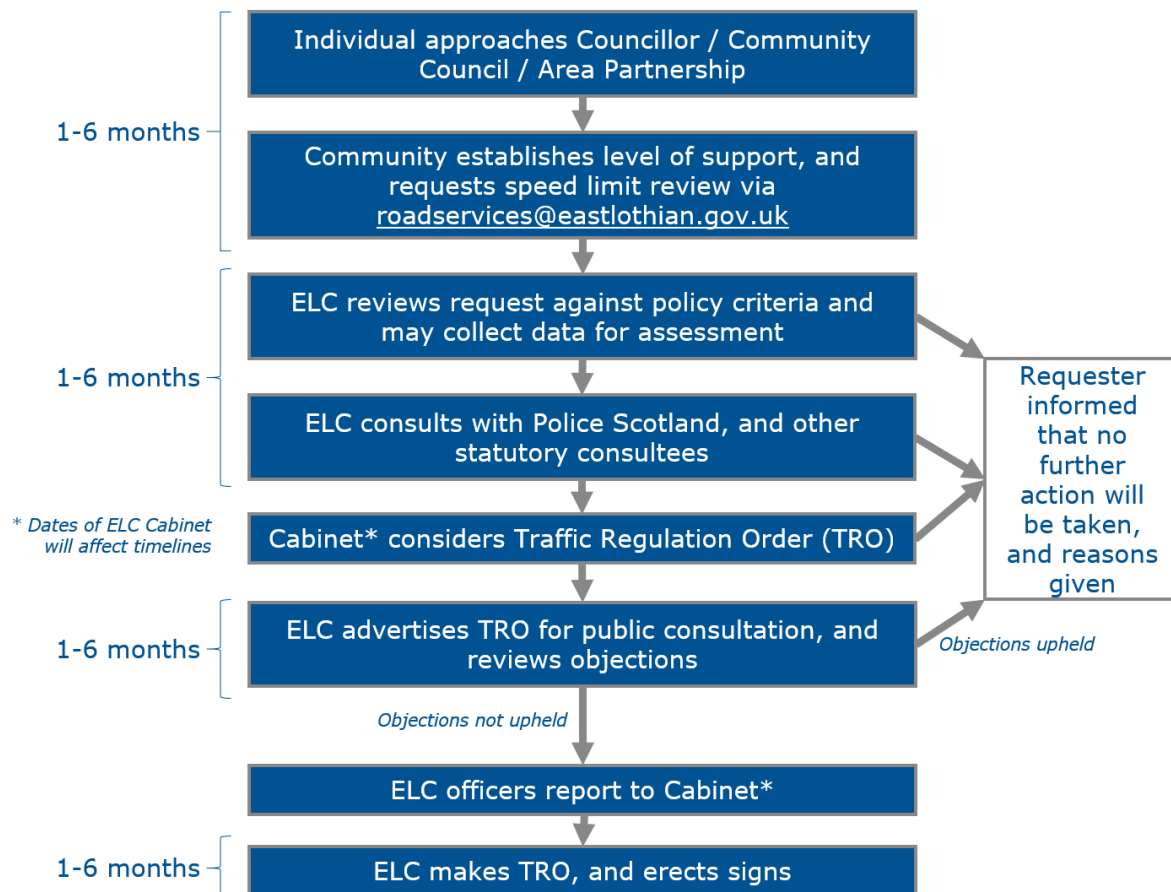 Individual approaches Councillor / Community
Council / Area Partnership
1-6 months
Community establishes level of support, and
requests speed limit review via
roadservices@eastlothian.gov.uk
ELC reviews request against policy criteria and
may collect data for assessment
1-6 months
ELC consults with Police Scotland, and other
statutory consultees
Requester
informed
that no
further
action will
be taken,
and reasons
given
* Dates of ELC Cabinet
will affect timelines
Cabinet* considers Traffic Regulation Order (TRO)
1-6 months
ELC advertises TRO for public consultation, and
reviews objections
Objections upheld
Objections not upheld
ELC officers report to Cabinet*
1-6 months
ELC makes TRO, and erects signs